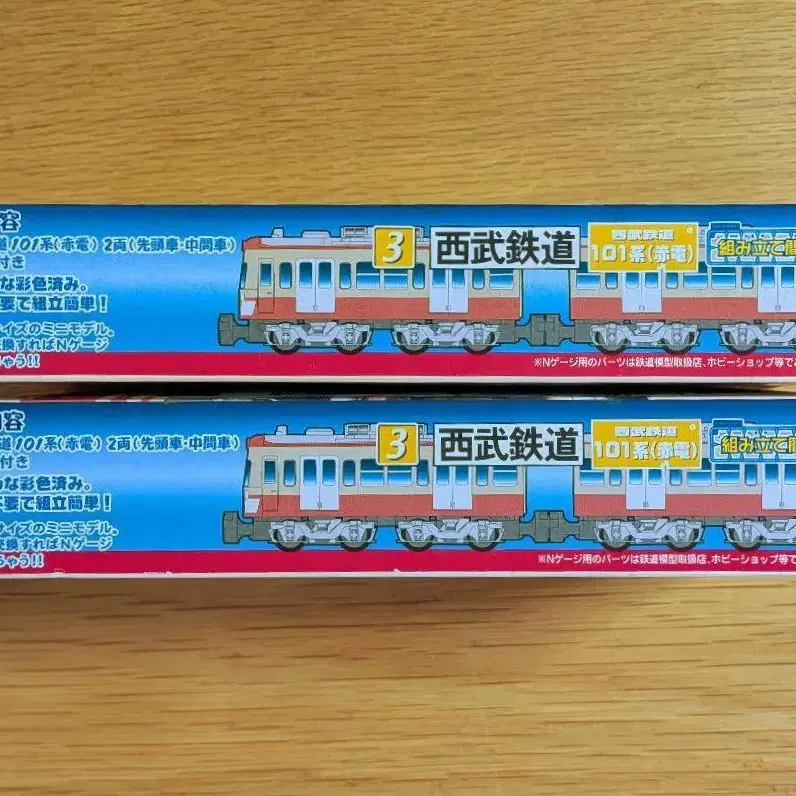 容
道101系(赤電) 2両(先頭車・中間車)
付き
な彩色済み。
要で組立簡単!
イズのミニモデル。
換すればNゲージ
ちゃう!!
3
西武鉄道
西武鉄道
101系(赤電)
組み立て簡
※Nゲージ用のパーツは鉄道模型取扱店、ホビーショップ等で
容
道101系(赤電) 2両(先頭車・中間車)
付き
な彩色済み。
要で組立簡単!
サイズのミニモデル。
換すればNゲージ
ちゃう!!
3
西武鉄道
西武鉄道
101系(赤電)
組み立て簡
※Nゲージ用のパーツは鉄道模型取扱店、ホビーショップ等で